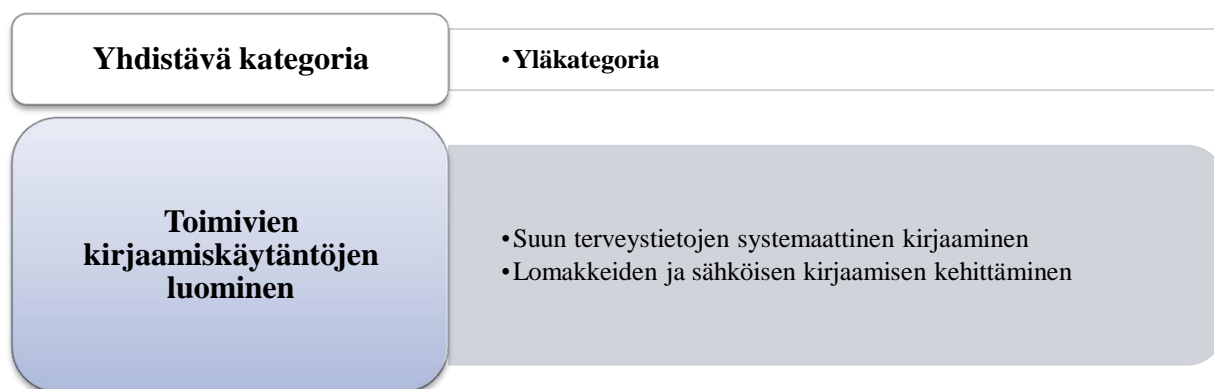 Yhdistävä kategoria
•Yläkategoria
Toimivien
kirjaamiskäytäntöjen
luominen
•Suun terveystietojen systemaattinen kirjaaminen
•Lomakkeiden ja sähköisen kirjaamisen kehittäminen